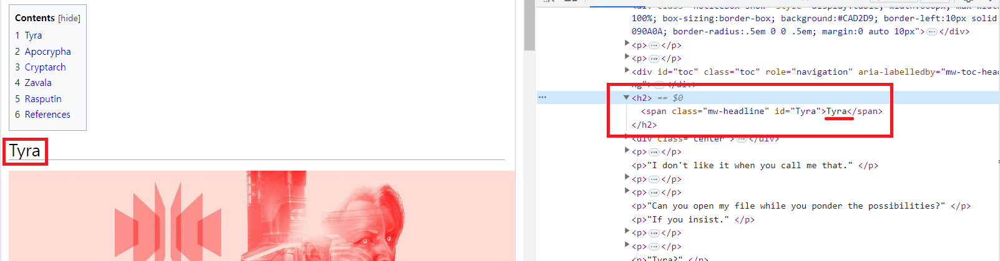 Contents [hide]
1 Tyra
2 Apocrypha
3 Cryptarch
4 Zavala
5 Rasputin
6 References
Tyra
100%; box-sizing:border-box; background:#CAD2D9; border-left:10px solid
090A0A; border-radius:.5em 0 0 .5em; margin:0 auto 10px">…</div>
<p>…</p>
<p>…</p>
<div id="toc" class="toc" role="navigation" aria-labelledby="mw-toc-head
ng">…</div>
… <h2> == $0
<span class="mw-headline" id="Tyra">Tyra</span>
</h2>
<div class="center">…</div>
<p>…</p>
<p>"I don't like it when you call me that." </p>
<p>…</p>
<p>…</p>
<p>"Can you open my file while you ponder the possibilities?" </p>
<p>"If you insist." </p>
<p>…</p>
<p>…</p>
<p>"Tyra?" </p>